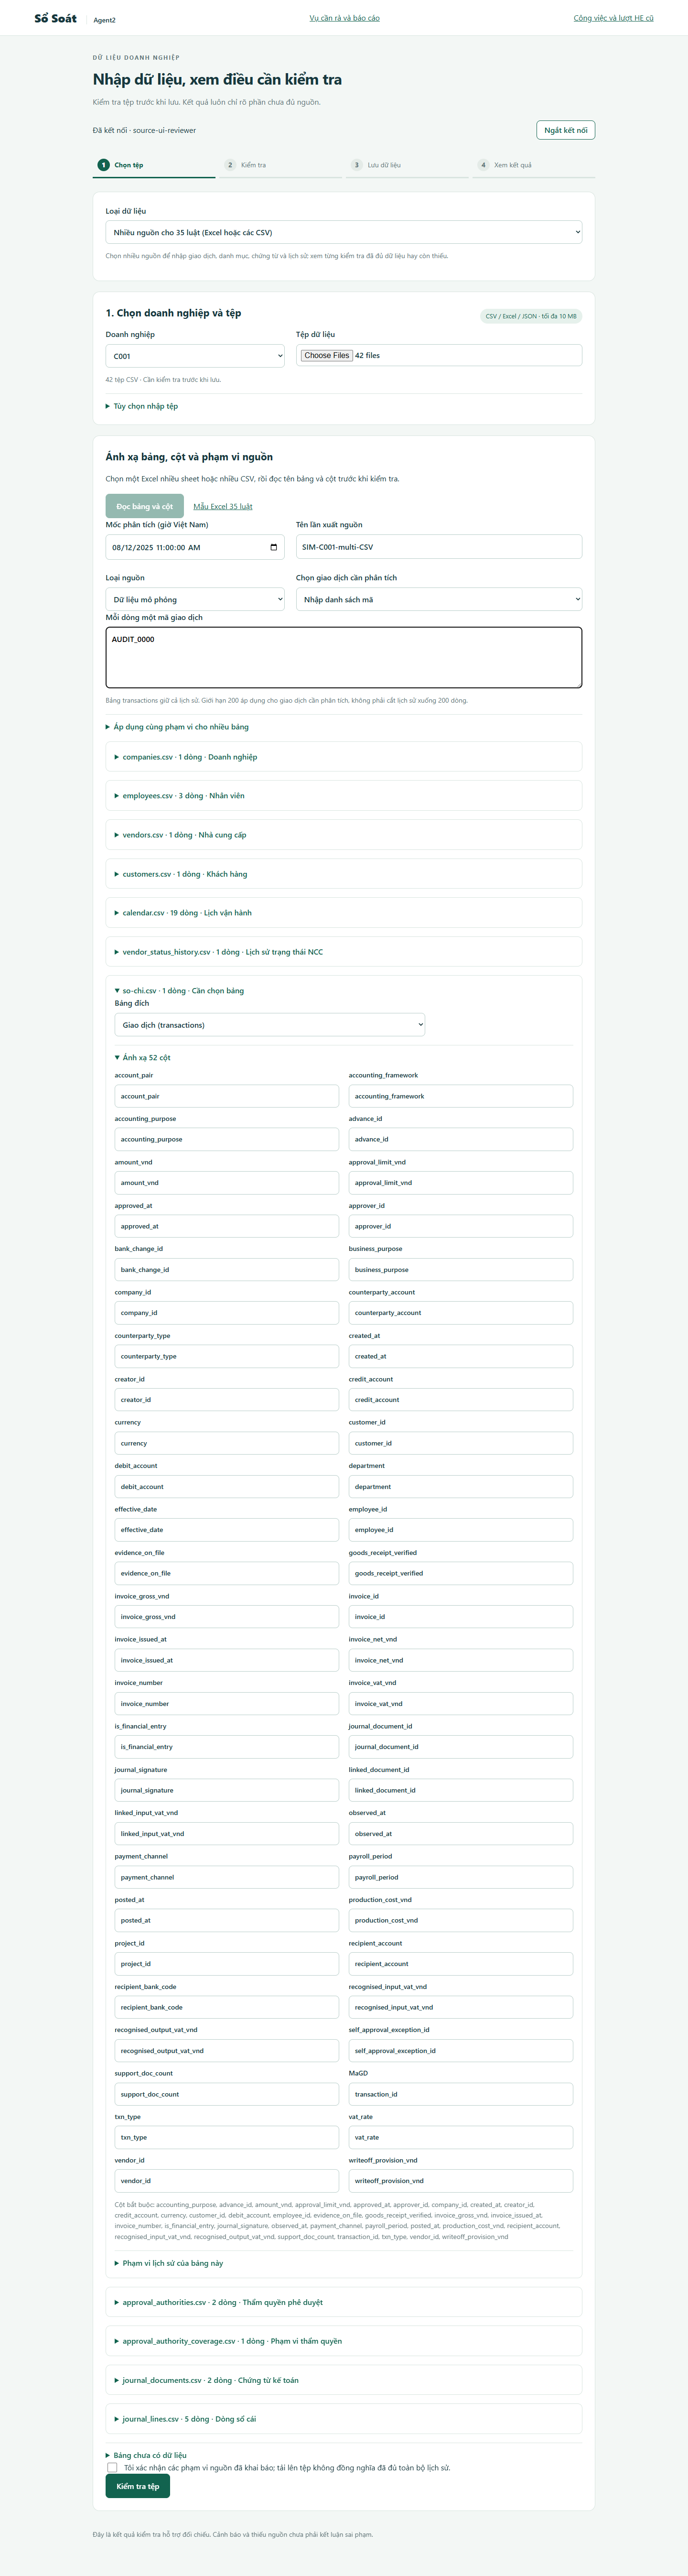 Sổ Soát
Agent2
Vụ cần rà và báo cáo
Công việc và lượt HE cũ
DỮ LIỆU DOANH NGHIỆP
Nhập dữ liệu, xem điều cần kiểm tra
Kiểm tra tệp trước khi lưu. Kết quả luôn chỉ rõ phần chưa đủ nguồn.
Đã kết nối · source-ui-reviewer
Ngắt kết nối
1 Chọn tệp
2 Kiểm tra
3 Lưu dữ liệu
4 Xem kết quả
Loại dữ liệu
Nhiều nguồn cho 35 luật (Excel hoặc các CSV)
Chọn nhiều nguồn để nhập giao dịch, danh mục, chứng từ và lịch sử; xem từng kiểm tra đã đủ dữ liệu hay còn thiếu.
1. Chọn doanh nghiệp và tệp
CSV / Excel / JSON · tối đa 10 MB
Doanh nghiệp
Tệp dữ liệu
C001
Choose Files 42 files
42 tệp CSV · Cần kiểm tra trước khi lưu.
Tùy chọn nhập tệp
Ánh xạ bảng, cột và phạm vi nguồn
Chọn một Excel nhiều sheet hoặc nhiều CSV, rồi đọc tên bảng và cột trước khi kiểm tra.
Đọc bảng và cột
Mẫu Excel 35 luật
Mốc phân tích (giờ Việt Nam)
Tên lần xuất nguồn
08/12/2025 11:00:00 AM
SIM-C001-multi-CSV
Loại nguồn
Chọn giao dịch cần phân tích
Dữ liệu mô phỏng
Nhập danh sách mã
Mỗi dòng một mã giao dịch
AUDIT_0000
Bảng transactions giữ cả lịch sử. Giới hạn 200 áp dụng cho giao dịch cần phân tích, không phải cắt lịch sử xuống 200 dòng.
Áp dụng cùng phạm vi cho nhiều bảng
companies.csv · 1 dòng · Doanh nghiệp
employees.csv · 3 dòng · Nhân viên
vendors.csv · 1 dòng · Nhà cung cấp
customers.csv · 1 dòng · Khách hàng
calendar.csv · 19 dòng · Lịch vận hành
vendor_status_history.csv · 1 dòng · Lịch sử trạng thái NCC
so-chi.csv · 1 dòng · Cần chọn bảng
Bảng đích
Giao dịch (transactions)
Ánh xạ 52 cột
account_pair
accounting_framework
account_pair
accounting_framework
accounting_purpose
advance_id
accounting_purpose
advance_id
amount_vnd
approval_limit_vnd
amount_vnd
approval_limit_vnd
approved_at
approver_id
approved_at
approver_id
bank_change_id
business_purpose
bank_change_id
business_purpose
company_id
counterparty_account
company_id
counterparty_account
counterparty_type
created_at
counterparty_type
created_at
creator_id
credit_account
creator_id
credit_account
currency
customer_id
currency
customer_id
debit_account
department
debit_account
department
effective_date
employee_id
effective_date
employee_id
evidence_on_file
goods_receipt_verified
evidence_on_file
goods_receipt_verified
invoice_gross_vnd
invoice_id
invoice_gross_vnd
invoice_id
invoice_issued_at
invoice_net_vnd
invoice_issued_at
invoice_net_vnd
invoice_number
invoice_vat_vnd
invoice_number
invoice_vat_vnd
is_financial_entry
journal_document_id
is_financial_entry
journal_document_id
journal_signature
linked_document_id
journal_signature
linked_document_id
linked_input_vat_vnd
observed_at
linked_input_vat_vnd
observed_at
payment_channel
payroll_period
payment_channel
payroll_period
posted_at
production_cost_vnd
posted_at
production_cost_vnd
project_id
recipient_account
project_id
recipient_account
recipient_bank_code
recognised_input_vat_vnd
recipient_bank_code
recognised_input_vat_vnd
recognised_output_vat_vnd
self_approval_exception_id
recognised_output_vat_vnd
self_approval_exception_id
support_doc_count
MaGD
support_doc_count
transaction_id
txn_type
vat_rate
txn_type
vat_rate
vendor_id
writeoff_provision_vnd
vendor_id
writeoff_provision_vnd
Cột bắt buộc: accounting_purpose, advance_id, amount_vnd, approval_limit_vnd, approved_at, approver_id, company_id, created_at, creator_id,
credit_account, currency, customer_id, debit_account, employee_id, evidence_on_file, goods_receipt_verified, invoice_gross_vnd, invoice_issued_at,
invoice_number, is_financial_entry, journal_signature, observed_at, payment_channel, payroll_period, posted_at, production_cost_vnd, recipient_account,
recognised_input_vat_vnd, recognised_output_vat_vnd, support_doc_count, transaction_id, txn_type, vendor_id, writeoff_provision_vnd
Phạm vi lịch sử của bảng này
approval_authorities.csv · 2 dòng · Thẩm quyền phê duyệt
approval_authority_coverage.csv · 1 dòng · Phạm vi thẩm quyền
journal_documents.csv · 2 dòng · Chứng từ kế toán
journal_lines.csv · 5 dòng · Dòng sổ cái
Bảng chưa có dữ liệu
Tôi xác nhận các phạm vi nguồn đã khai báo; tải lên tệp không đồng nghĩa đã đủ toàn bộ lịch sử.
Kiểm tra tệp
Đây là kết quả kiểm tra hỗ trợ đối chiếu. Cảnh báo và thiếu nguồn chưa phải kết luận sai phạm.